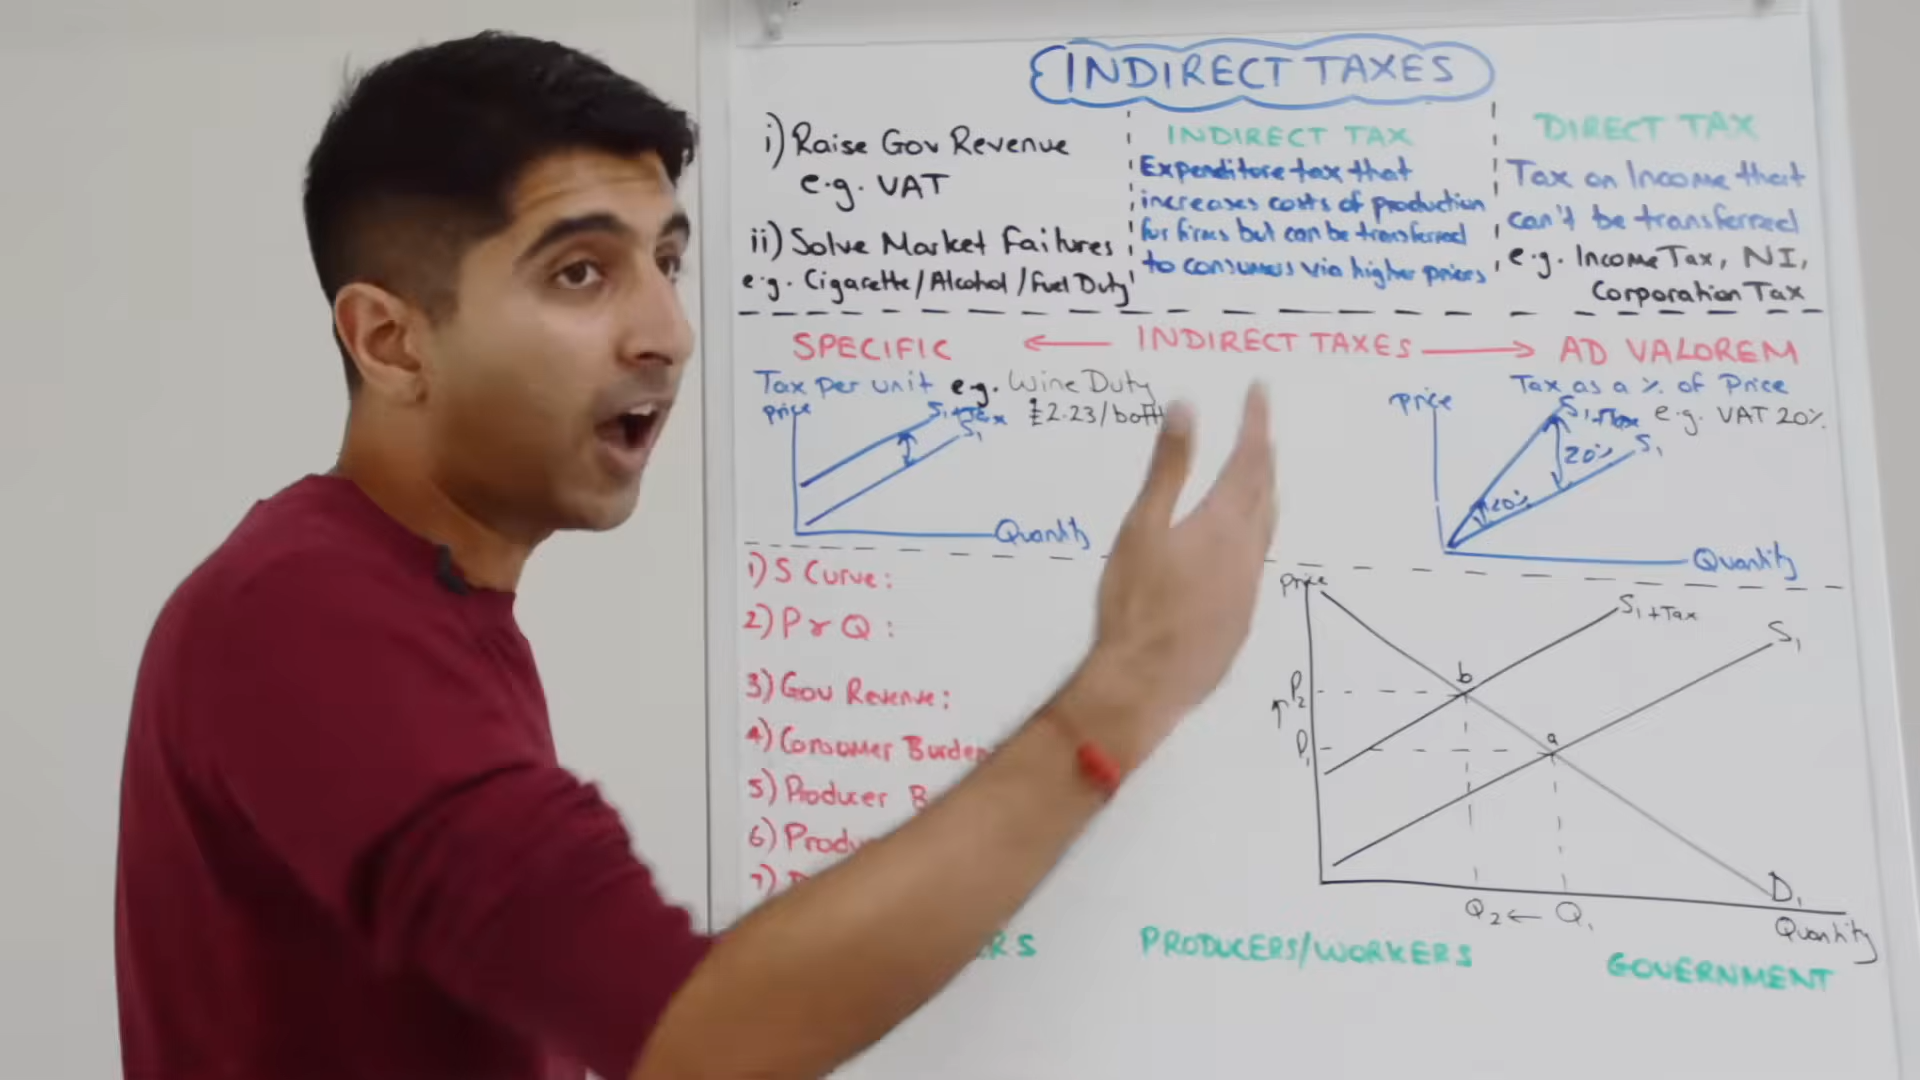 INDIRECT TAXES
i) Raise Gov Revenue
e.g. VAT
ii) Solve Market Failures
e.g. Cigarette/Alcohol/Fuel Duty
INDIRECT TAX
Expenditure tax that
increases costs of production
for firms but can be transferred
to consumers via higher prices
DIRECT TAX
Tax on Income that
can't be transferred
e.g. Income Tax, NI,
Corporation Tax
SPECIFIC ← INDIRECT TAXES → AD VALOREM
Tax per unit e.g. Wine Duty
£2.23/bott
Price
S1+Tax
S1
Quantity
Tax as a % of Price
e.g. VAT 20%
Price
S1+Tax
S1
20%
20%
Quantity
1) S Curve:
2) P & Q:
3) Gov Revenue:
4) Consumer Burden
5) Producer B
6) Produ
7)
Price
S1+Tax
S1
b
↑P2
a
P1
Q2 ← Q1
D1
Quantity
ERS
PRODUCERS/WORKERS
GOVERNMENT